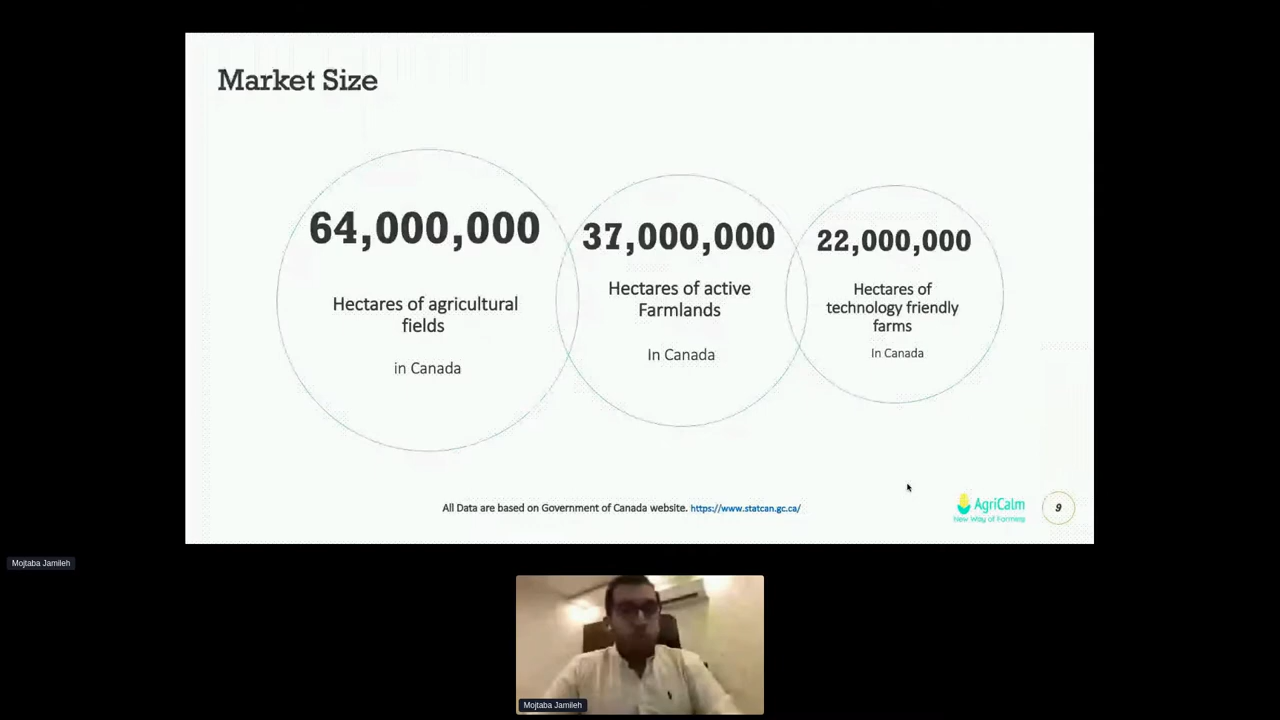 Market Size
64,000,000
Hectares of agricultural
fields
in Canada
37,000,000
Hectares of active
Farmlands
In Canada
22,000,000
Hectares of
technology friendly
farms
In Canada
All Data are based on Government of Canada website. https://www.statcan.gc.ca/
AgriCalm
New Way of Farming
9
Mojtaba Jamileh
Mojtaba Jamileh